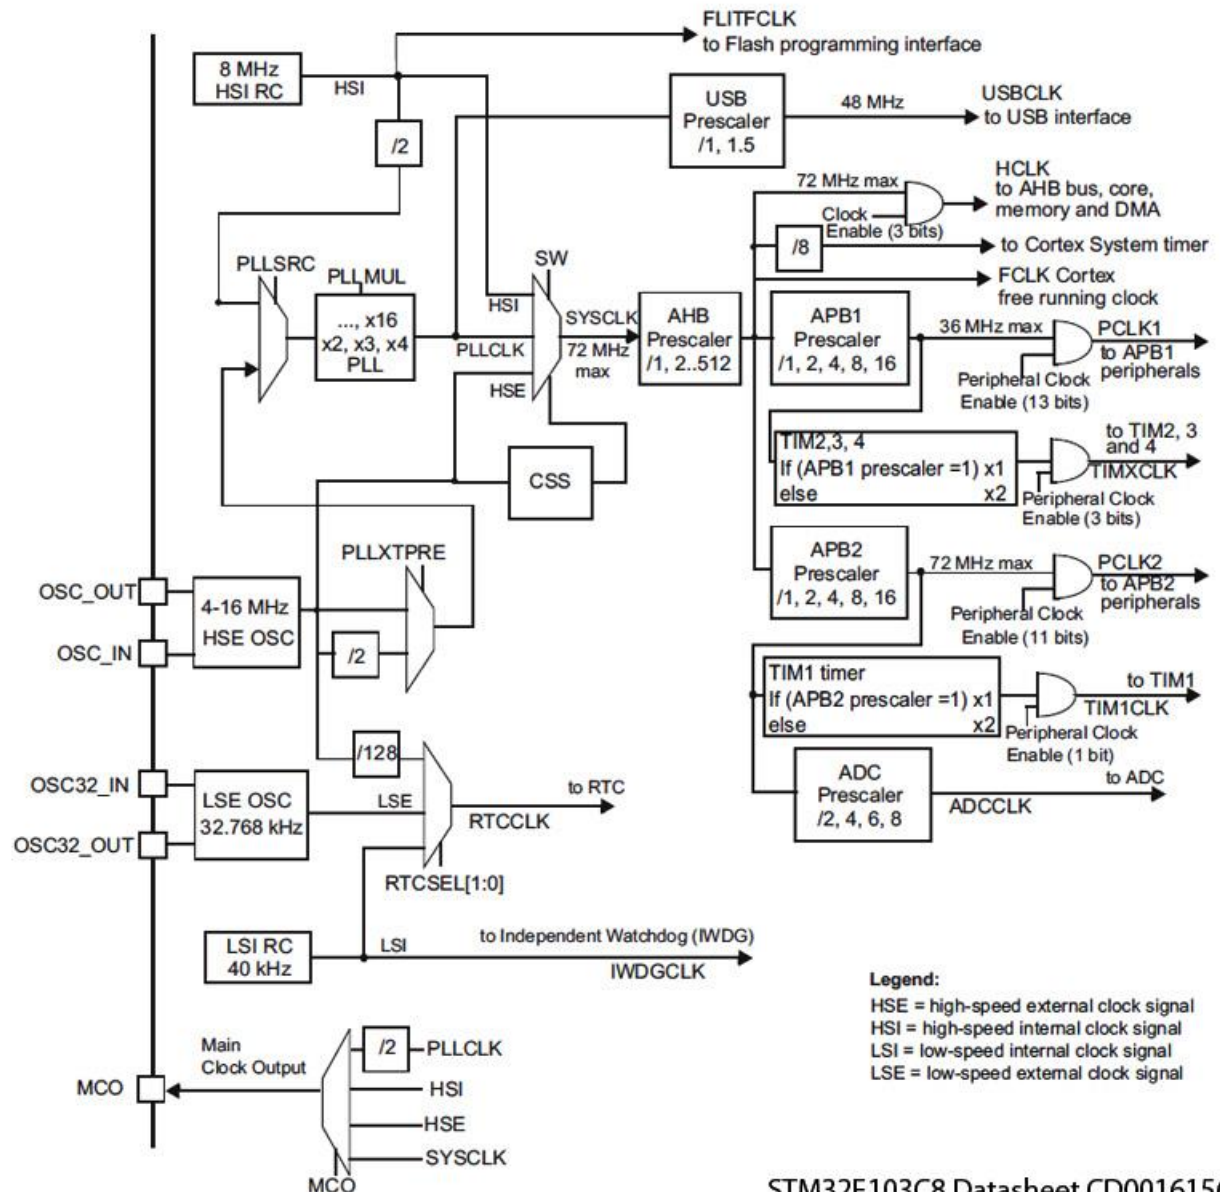 FLITFCLK
to Flash programming interface
8 MHz
HSI RC
HSI
/2
USB
Prescaler
/1, 1.5
48 MHz
USBCLK
to USB interface
72 MHz max
Clock
Enable (3 bits)
HCLK
to AHB bus, core,
memory and DMA
/8
to Cortex System timer
FCLK Cortex
free running clock
PLLSRC
PLLMUL
..., x16
x2, x3, x4
PLL
SW
HSI
PLLCLK
HSE
SYSCLK
72 MHz
max
AHB
Prescaler
/1, 2..512
APB1
Prescaler
/1, 2, 4, 8, 16
36 MHz max
PCLK1
to APB1
peripherals
Peripheral Clock
Enable (13 bits)
TIM2,3, 4
If (APB1 prescaler =1) x1
else x2
to TIM2, 3
and 4
TIMXCLK
Peripheral Clock
Enable (3 bits)
CSS
PLLXTPRE
OSC_OUT
OSC_IN
4-16 MHz
HSE OSC
/2
APB2
Prescaler
/1, 2, 4, 8, 16
72 MHz max
PCLK2
to APB2
peripherals
Peripheral Clock
Enable (11 bits)
TIM1 timer
If (APB2 prescaler =1) x1
else x2
to TIM1
TIM1CLK
Peripheral Clock
Enable (1 bit)
/128
OSC32_IN
OSC32_OUT
LSE OSC
32.768 kHz
LSE
to RTC
RTCCLK
RTCSEL[1:0]
ADC
Prescaler
/2, 4, 6, 8
to ADC
ADCCLK
LSI RC
40 kHz
LSI
to Independent Watchdog (IWDG)
IWDGCLK
Legend:
HSE = high-speed external clock signal
HSI = high-speed internal clock signal
LSI = low-speed internal clock signal
LSE = low-speed external clock signal
Main
Clock Output
MCO
/2
PLLCLK
HSI
HSE
SYSCLK
MCO
STM32F103C8 Datasheet